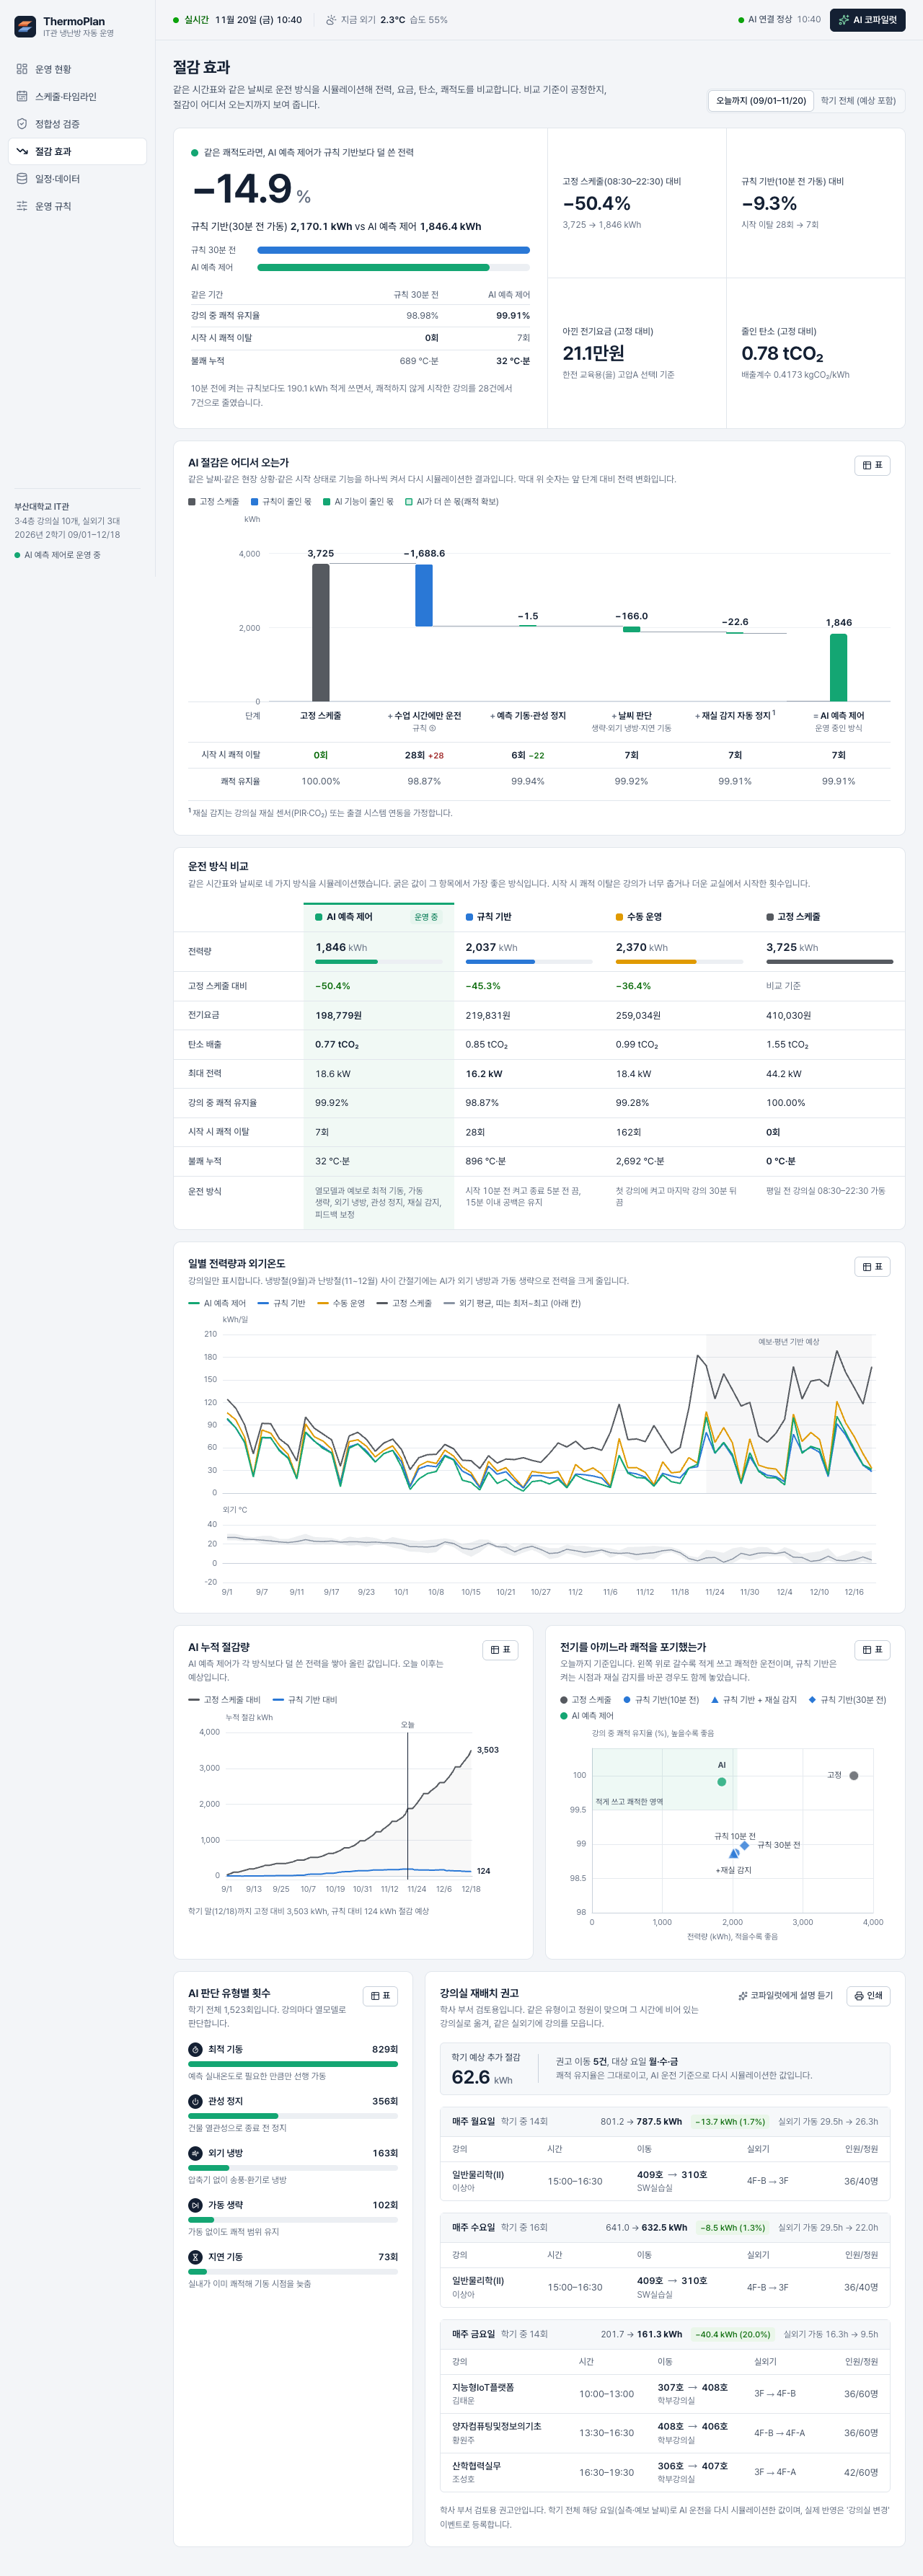 ThermoPlan
IT관 냉난방 자동 운영
운영 현황
스케줄·타임라인
정합성 검증
절감 효과
일정·데이터
운영 규칙
부산대학교 IT관
3·4층 강의실 10개, 실외기 3대
2026년 2학기 09/01–12/18
AI 예측 제어로 운영 중
실시간 11월 20일 (금) 10:40 지금 외기 2.3°C 습도 55%
AI 연결 정상 10:40 AI 코파일럿
절감 효과
같은 시간표와 같은 날씨로 운전 방식을 시뮬레이션해 전력, 요금, 탄소, 쾌적도를 비교합니다. 비교 기준이 공정한지,
절감이 어디서 오는지까지 보여 줍니다.
오늘까지 (09/01–11/20) 학기 전체 (예상 포함)
같은 쾌적도라면, AI 예측 제어가 규칙 기반보다 덜 쓴 전력
−14.9 %
규칙 기반(30분 전 가동) 2,170.1 kWh vs AI 예측 제어 1,846.4 kWh
규칙 30분 전
AI 예측 제어
같은 기간 규칙 30분 전 AI 예측 제어
강의 중 쾌적 유지율 98.98% 99.91%
시작 시 쾌적 이탈 0회 7회
불쾌 누적 689 °C·분 32 °C·분
10분 전에 켜는 규칙보다도 190.1 kWh 적게 쓰면서, 쾌적하지 않게 시작한 강의를 28건에서
7건으로 줄였습니다.
고정 스케줄(08:30–22:30) 대비
−50.4%
3,725 → 1,846 kWh
규칙 기반(10분 전 가동) 대비
−9.3%
시작 이탈 28회 → 7회
아낀 전기요금 (고정 대비)
21.1만원
한전 교육용(을) 고압A 선택Ⅰ 기준
줄인 탄소 (고정 대비)
0.78 tCO₂
배출계수 0.4173 kgCO₂/kWh
AI 절감은 어디서 오는가
표
같은 날씨·같은 현장 상황·같은 시작 상태로 기능을 하나씩 켜서 다시 시뮬레이션한 결과입니다. 막대 위 숫자는 앞 단계 대비 전력 변화입니다.
고정 스케줄 규칙이 줄인 몫 AI 기능이 줄인 몫 AI가 더 쓴 몫(쾌적 확보)
kWh
4,000
2,000
0
3,725 −1,688.6 −1.5 −166.0 −22.6 1,846
단계 고정 스케줄 + 수업 시간에만 운전 + 예측 기동·관성 정지 + 날씨 판단 + 재실 감지 자동 정지 1 = AI 예측 제어
생략·외기 냉방·지연 기동 운영 중인 방식
시작 시 쾌적 이탈 0회 28회 +28 6회 −22 7회 7회 7회
쾌적 유지율 100.00% 98.87% 99.94% 99.92% 99.91% 99.91%
1 재실 감지는 강의실 재실 센서(PIR·CO₂) 또는 출결 시스템 연동을 가정합니다.
운전 방식 비교
같은 시간표와 날씨로 네 가지 방식을 시뮬레이션했습니다. 굵은 값이 그 항목에서 가장 좋은 방식입니다. 시작 시 쾌적 이탈은 강의가 너무 춥거나 더운 교실에서 시작한 횟수입니다.
AI 예측 제어 운영 중 규칙 기반 수동 운영 고정 스케줄
전력량 1,846 kWh 2,037 kWh 2,370 kWh 3,725 kWh
고정 스케줄 대비 −50.4% −45.3% −36.4% 비교 기준
전기요금 198,779원 219,831원 259,034원 410,030원
탄소 배출 0.77 tCO₂ 0.85 tCO₂ 0.99 tCO₂ 1.55 tCO₂
최대 전력 18.6 kW 16.2 kW 18.4 kW 44.2 kW
강의 중 쾌적 유지율 99.92% 98.87% 99.28% 100.00%
시작 시 쾌적 이탈 7회 28회 162회 0회
불쾌 누적 32 °C·분 896 °C·분 2,692 °C·분 0 °C·분
운전 방식
열모델과 예보로 최적 기동, 가동
생략, 외기 냉방, 관성 정지, 재실 감지,
피드백 보정
시작 10분 전 켜고 종료 5분 전 끔,
15분 이내 공백은 유지
첫 강의에 켜고 마지막 강의 30분 뒤
끔
평일 전 강의실 08:30–22:30 가동
일별 전력량과 외기온도
표
강의일만 표시합니다. 냉방철(9월)과 난방철(11–12월) 사이 간절기에는 AI가 외기 냉방과 가동 생략으로 전력을 크게 줄입니다.
AI 예측 제어 규칙 기반 수동 운영 고정 스케줄 외기 평균, 띠는 최저–최고 (아래 칸)
kWh/일
예보·평년 기반 예상
210
180
150
120
90
60
30
0
외기 °C
40
20
0
-20
9/1 9/7 9/11 9/17 9/23 10/1 10/8 10/15 10/21 10/27 11/2 11/6 11/12 11/18 11/24 11/30 12/4 12/10 12/16
AI 누적 절감량
표
AI 예측 제어가 각 방식보다 덜 쓴 전력을 쌓아 올린 값입니다. 오늘 이후는
예상입니다.
고정 스케줄 대비 규칙 기반 대비
누적 절감 kWh
오늘
4,000
3,000
2,000
1,000
0
3,503
124
9/1 9/13 9/25 10/7 10/19 10/31 11/12 11/24 12/6 12/18
학기 말(12/18)까지 고정 대비 3,503 kWh, 규칙 대비 124 kWh 절감 예상
전기를 아끼느라 쾌적을 포기했는가
표
오늘까지 기준입니다. 왼쪽 위로 갈수록 적게 쓰고 쾌적한 운전이며, 규칙 기반은
켜는 시점과 재실 감지를 바꾼 경우도 함께 놓았습니다.
고정 스케줄 규칙 기반(10분 전) 규칙 기반 + 재실 감지 규칙 기반(30분 전)
AI 예측 제어
강의 중 쾌적 유지율 (%), 높을수록 좋음
100
99.5
99
98.5
98
AI
고정
적게 쓰고 쾌적한 영역
규칙 10분 전
규칙 30분 전
+재실 감지
0 1,000 2,000 3,000 4,000
전력량 (kWh), 적을수록 좋음
AI 판단 유형별 횟수
표
학기 전체 1,523회입니다. 강의마다 열모델로
판단합니다.
최적 기동 829회
예측 실내온도로 필요한 만큼만 선행 가동
관성 정지 356회
건물 열관성으로 종료 전 정지
외기 냉방 163회
압축기 없이 송풍·환기로 냉방
가동 생략 102회
가동 없이도 쾌적 범위 유지
지연 기동 73회
실내가 이미 쾌적해 기동 시점을 늦춤
강의실 재배치 권고
코파일럿에게 설명 듣기 인쇄
학사 부서 검토용입니다. 같은 유형이고 정원이 맞으며 그 시간에 비어 있는
강의실로 옮겨, 같은 실외기에 강의를 모읍니다.
학기 예상 추가 절감
62.6 kWh
권고 이동 5건, 대상 요일 월·수·금
쾌적 유지율은 그대로이고, AI 운전 기준으로 다시 시뮬레이션한 값입니다.
매주 월요일 학기 중 14회 801.2 → 787.5 kWh −13.7 kWh (1.7%) 실외기 가동 29.5h → 26.3h
강의 시간 이동 실외기 인원/정원
일반물리학(II) 15:00–16:30 409호 → 310호 4F-B → 3F 36/40명
이상아 SW실습실
매주 수요일 학기 중 16회 641.0 → 632.5 kWh −8.5 kWh (1.3%) 실외기 가동 29.5h → 22.0h
강의 시간 이동 실외기 인원/정원
일반물리학(II) 15:00–16:30 409호 → 310호 4F-B → 3F 36/40명
이상아 SW실습실
매주 금요일 학기 중 14회 201.7 → 161.3 kWh −40.4 kWh (20.0%) 실외기 가동 16.3h → 9.5h
강의 시간 이동 실외기 인원/정원
지능형IoT플랫폼 10:00–13:00 307호 → 408호 3F → 4F-B 36/60명
김태운 학부강의실
양자컴퓨팅및정보의기초 13:30–16:30 408호 → 406호 4F-B → 4F-A 36/60명
황원주 학부강의실
산학협력실무 16:30–19:30 306호 → 407호 3F → 4F-A 42/60명
조성호 학부강의실
학사 부서 검토용 권고안입니다. 학기 전체 해당 요일(실측·예보 날씨)로 AI 운전을 다시 시뮬레이션한 값이며, 실제 반영은 '강의실 변경'
이벤트로 등록합니다.